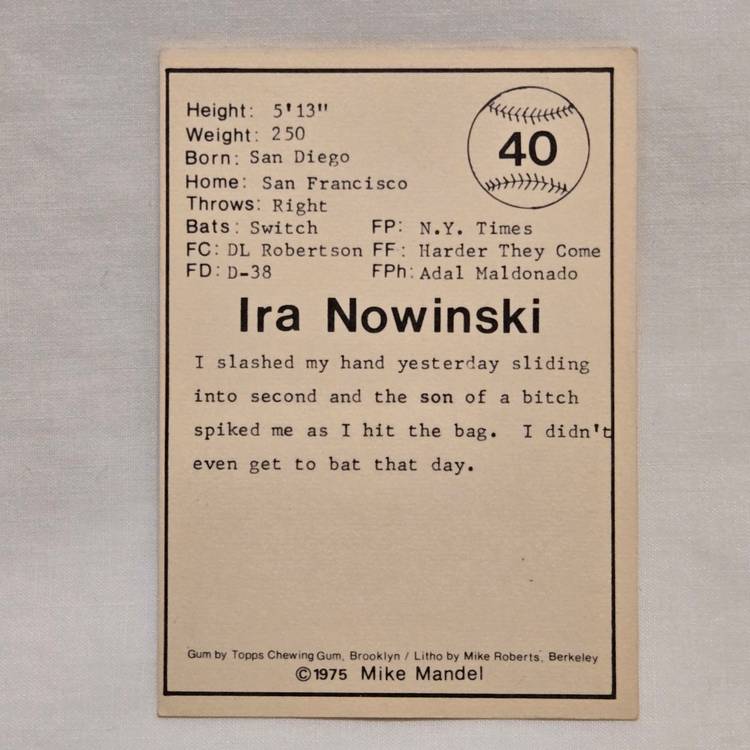 Height: 5'13"
Weight: 250
40
Born: San Diego
Home: San Francisco
Throws: Right
Bats: Switch FP: N.Y. Times
FC: DL Robertson FF: Harder They Come
FD: D-38 FPh: Adal Maldonado
Ira Nowinski
I slashed my hand yesterday sliding
into second and the son of a bitch
spiked me as I hit the bag. I didn't
even get to bat that day.
Gum by Topps Chewing Gum, Brooklyn / Litho by Mike Roberts, Berkeley
©1975 Mike Mandel